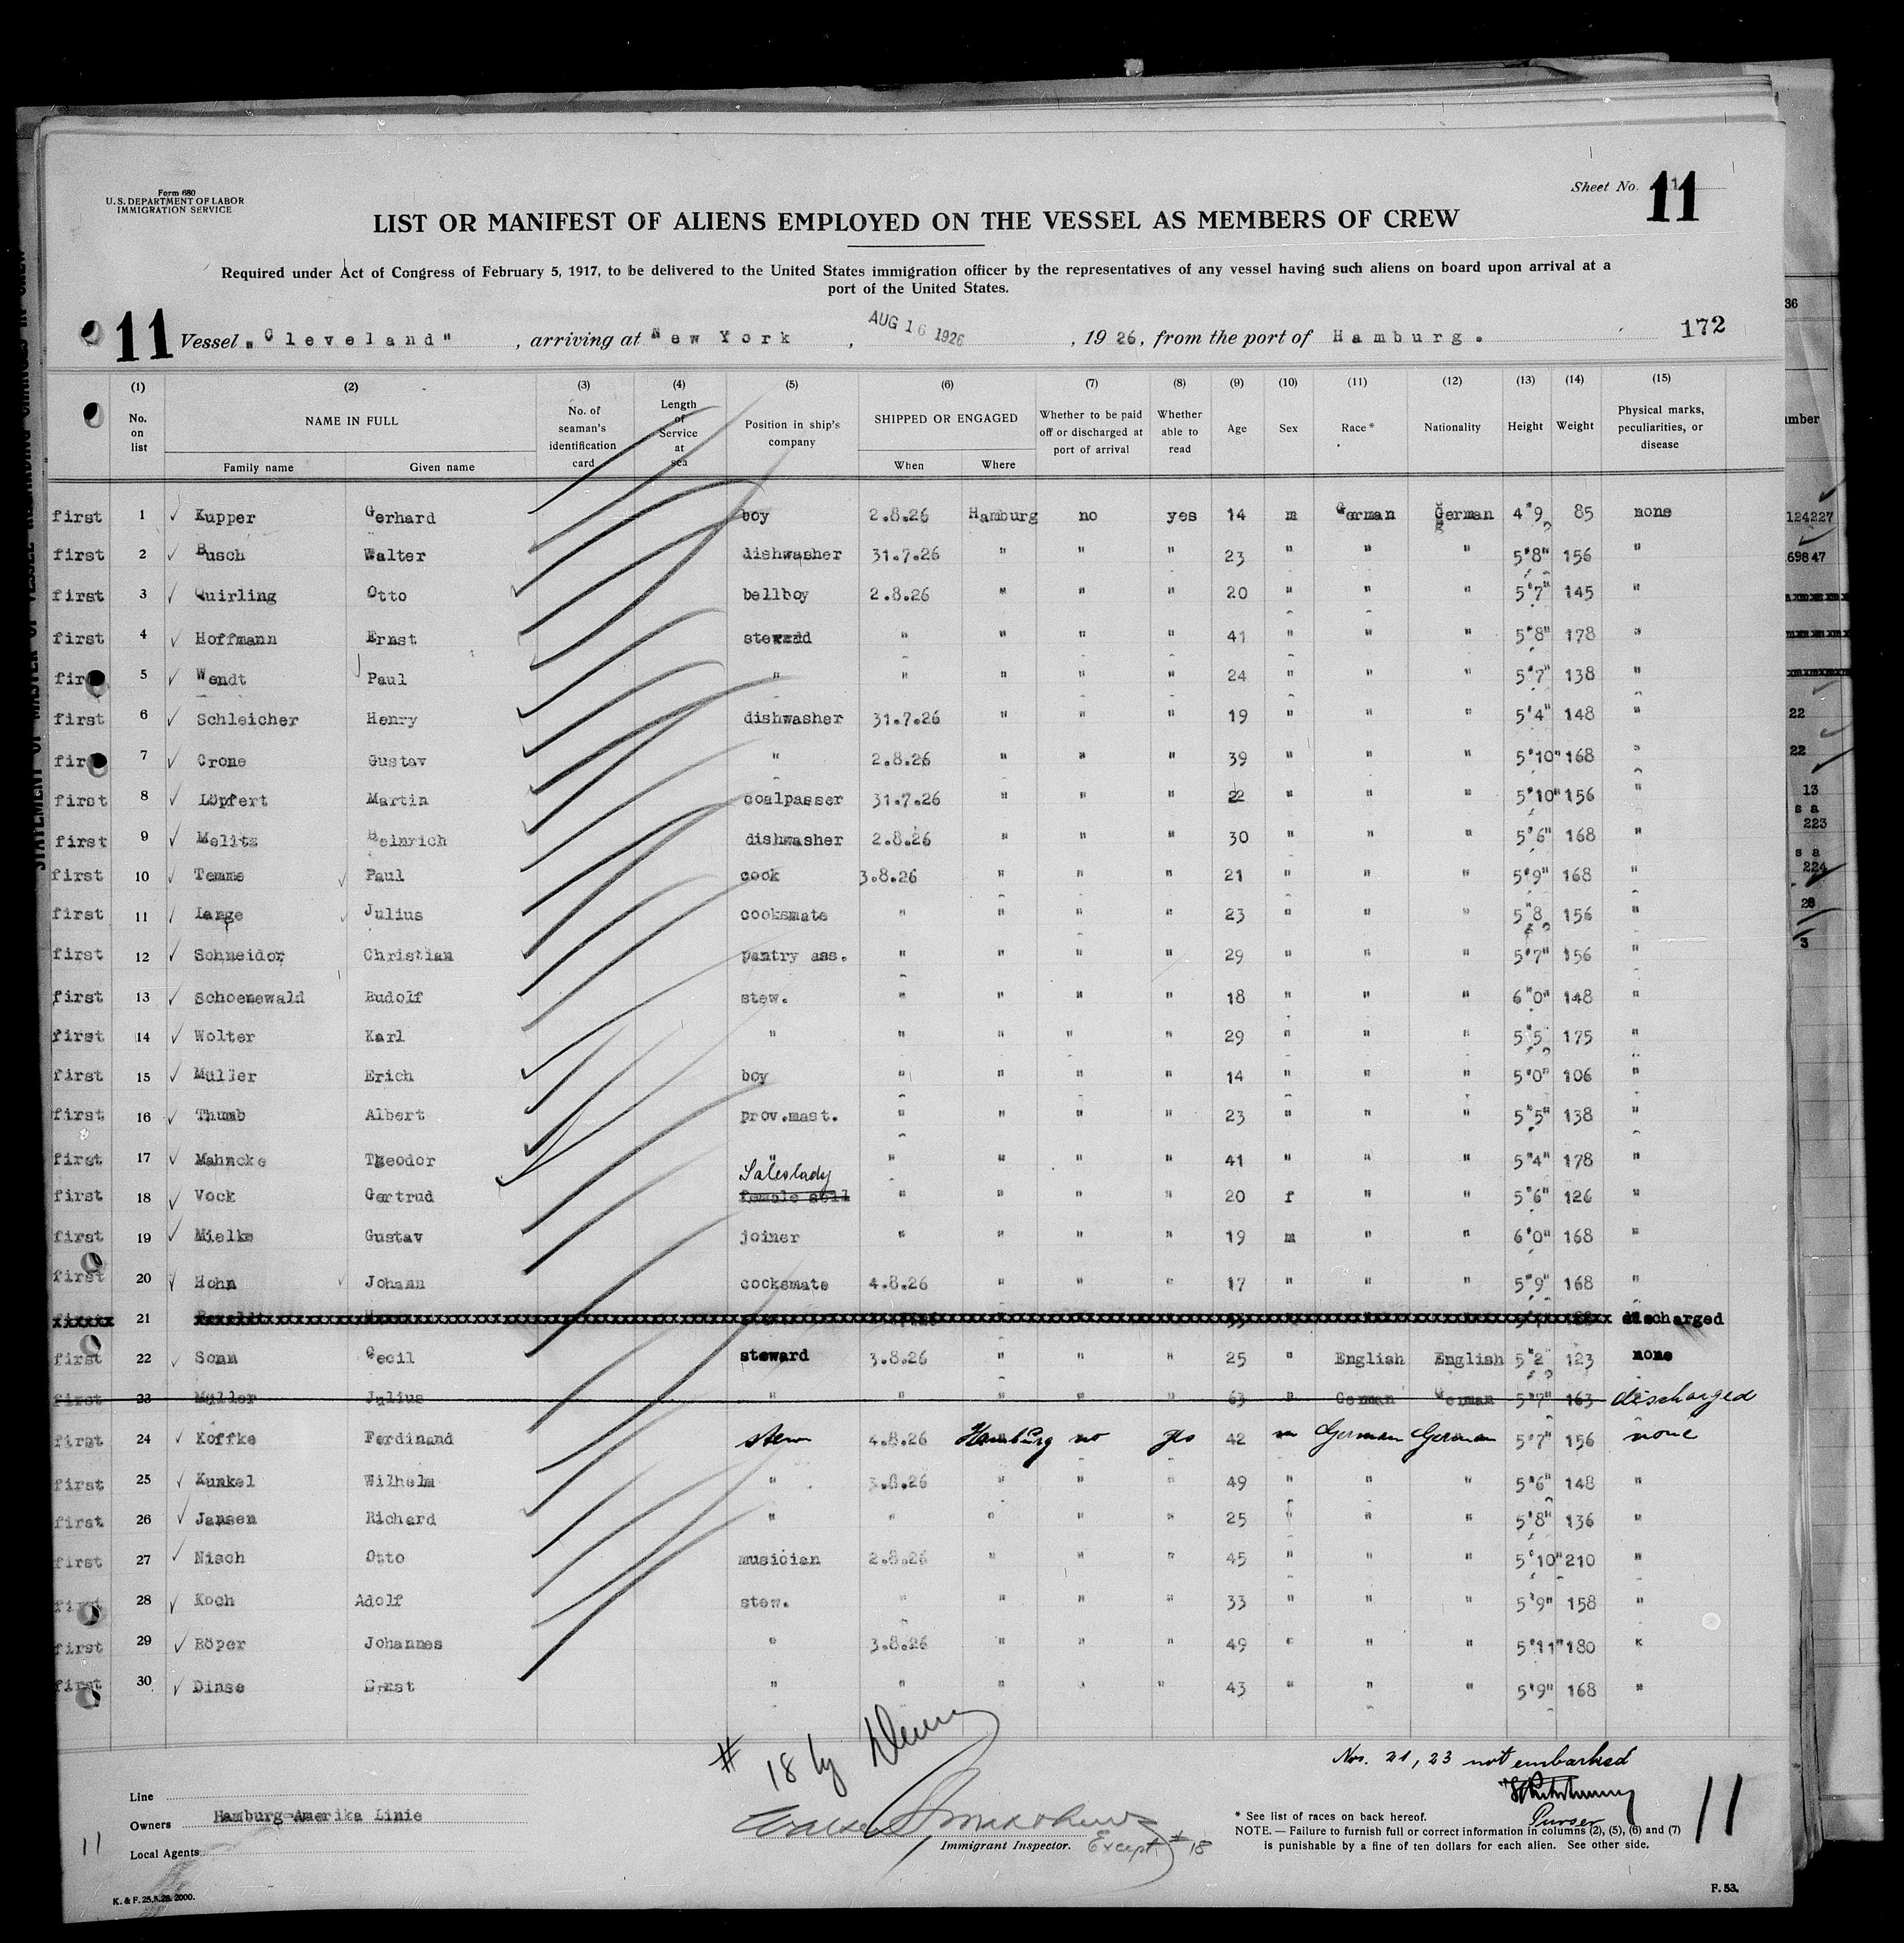 Form 680
U. S. DEPARTMENT OF LABOR
IMMIGRATION SERVICE
Sheet No. 11
LIST OR MANIFEST OF ALIENS EMPLOYED ON THE VESSEL AS MEMBERS OF CREW
Required under Act of Congress of February 5, 1917, to be delivered to the United States immigration officer by the representatives of any vessel having such aliens on board upon arrival at a
port of the United States.
11 Vessel "Cleveland" , arriving at New York , AUG 16 1926 , 1926, from the port of Hamburg. 172
(1) (2) (3) (4) (5) (6) (7) (8) (9) (10) (11) (12) (13) (14) (15)
No. on list NAME IN FULL No. of seaman's identification card Length of Service at sea Position in ship's company SHIPPED OR ENGAGED Whether to be paid off or discharged at port of arrival Whether able to read Age Sex Race* Nationality Height Weight Physical marks, peculiarities, or disease
Family name Given name When Where
first 1 Kupper Gerhard boy 2.8.26 Hamburg no yes 14 m German German 4"9 85 none
first 2 Busch Walter dishwasher 31.7.26 " " " 23 " " " 5"8" 156 "
first 3 Quirling Otto bellboy 2.8.26 " " " 20 " " " 5'7" 145 "
first 4 Hoffmann Ernst steward " " " " 41 " " " 5"8" 178 "
first 5 Wendt Paul " " " " " 24 " " " 5"7" 138 "
first 6 Schleicher Henry dishwasher 31.7.26 " " " 19 " " " 5'4" 148 "
first 7 Crone Gustav " 2.8.26 " " " 39 " " " 5"10" 168 "
first 8 Löpfert Martin coalpasser 31.7.26 " " " 22 " " " 5"10" 156 "
first 9 Melitz Heinrich dishwasher 2.8.26 " " " 30 " " " 5'6" 168 "
first 10 Temme Paul cook 3.8.26 " " " 21 " " " 5"9" 168 "
first 11 Lange Julius cooksmate " " " " 23 " " " 5"8 156 "
first 12 Schneider Christian pantry ass. " " " " 29 " " " 5"7" 156 "
first 13 Schoenewald Rudolf stew. " " " " 18 " " " 6"0" 148 "
first 14 Wolter Karl " " " " " 29 " " " 5"5 175 "
first 15 Müller Erich boy " " " " 14 " " " 5"0" 106 "
first 16 Thumb Albert prov.mast. " " " " 23 " " " 5"5" 138 "
first 17 Mahncke Theodor " " " " " 41 " " " 5"4" 178 "
Saleslady
first 18 Vock Gertrud female sell " " " " 20 f " " 5"6" 126 "
first 19 Mielke Gustav joiner " " " " 19 m " " 6"0" 168 "
first 20 Hohn Johann cooksmate 4.8.26 " " " 17 " " " 5"9" 168 "
21 discharged
first 22 Sonn Cecil steward 3.8.26 " " " 25 " English English 5"2" 123 none
first 23 Müller Julius " " " " " 63 " German German 5"7" 163 discharged
first 24 Koffke Ferdinand stew 4.8.26 Hamburg no yes 42 m German German 5"7" 156 none
first 25 Kunkel Wilhelm " 3.8.26 " " " 49 " " " 5"6" 148 "
first 26 Jansen Richard " " " " " 25 " " " 5"8" 136 "
first 27 Nisch Otto musician 2.8.26 " " " 45 " " " 5'10" 210 "
first 28 Koch Adolf stew. " " " " 33 " " " 5'9" 158 "
first 29 Röper Johannes " 3.8.26 " " " 49 " " " 5"11" 180 "
first 30 Dinse Ernst " " " " " 43 " " " 5"9" 168 "
# 18 by
Nos. 21, 23 not embarked
Purser
Line
Owners Hamburg-Amerika Linie
Local Agents
Immigrant Inspector. Except #18
* See list of races on back hereof.
NOTE. — Failure to furnish full or correct information in columns (2), (5), (6) and (7)
is punishable by a fine of ten dollars for each alien. See other side.
11
11
K. & F. 25.5.26. 2000.
F. 53.